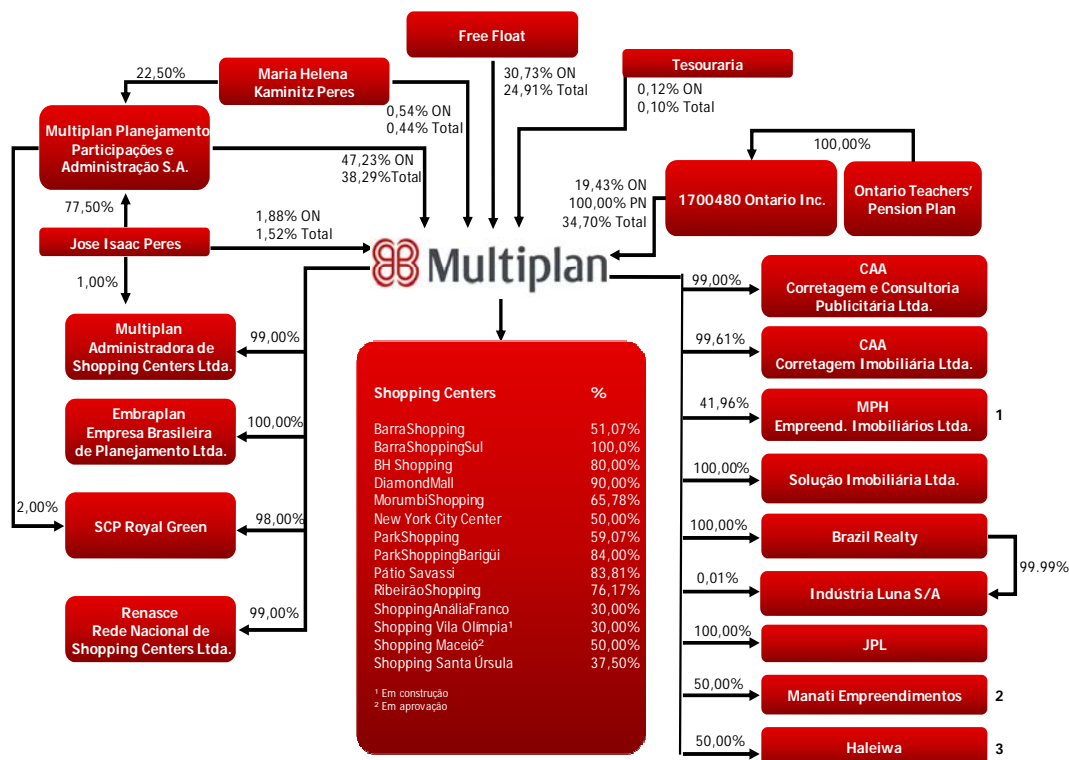 Free Float
30,73% ON
24,91% Total
Tesouraria
0,12% ON
0,10% Total
22,50%
Maria Helena
Kaminitz Peres
0,54% ON
0,44% Total
Multiplan Planejamento
Participações e
Administração S.A.
47,23% ON
38,29%Total
100,00%
1700480 Ontario Inc.
Ontario Teachers'
Pension Plan
19,43% ON
100,00% PN
34,70% Total
77,50%
Jose Isaac Peres
1,88% ON
1,52% Total
1,00%
Multiplan
Multiplan
Administradora de
Shopping Centers Ltda.
99,00%
Embraplan
Empresa Brasileira
de Planejamento Ltda.
100,00%
2,00%
SCP Royal Green
98,00%
Renasce
Rede Nacional de
Shopping Centers Ltda.
99,00%
Shopping Centers %
BarraShopping 51,07%
BarraShoppingSul 100,0%
BH Shopping 80,00%
DiamondMall 90,00%
MorumbiShopping 65,78%
New York City Center 50,00%
ParkShopping 59,07%
ParkShoppingBarigüi 84,00%
Pátio Savassi 83,81%
RibeirãoShopping 76,17%
ShoppingAnáliaFranco 30,00%
Shopping Vila Olímpia¹ 30,00%
Shopping Maceió² 50,00%
Shopping Santa Úrsula 37,50%
¹ Em construção
² Em aprovação
99,00%
CAA
Corretagem e Consultoria
Publicitária Ltda.
99,61%
CAA
Corretagem Imobiliária Ltda.
41,96%
MPH
Empreend. Imobiliários Ltda.
1
100,00%
Solução Imobiliária Ltda.
100,00%
Brazil Realty
99.99%
0,01%
Indústria Luna S/A
100,00%
JPL
50,00%
Manati Empreendimentos
2
50,00%
Haleiwa
3